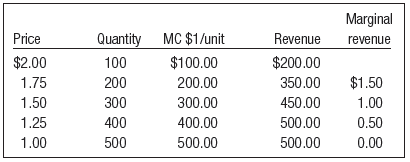 Marginal
Price Quantity MC $1/unit Revenue revenue
$2.00 100 $100.00 $200.00
1.75 200 200.00 350.00 $1.50
1.50 300 300.00 450.00 1.00
1.25 400 400.00 500.00 0.50
1.00 500 500.00 500.00 0.00